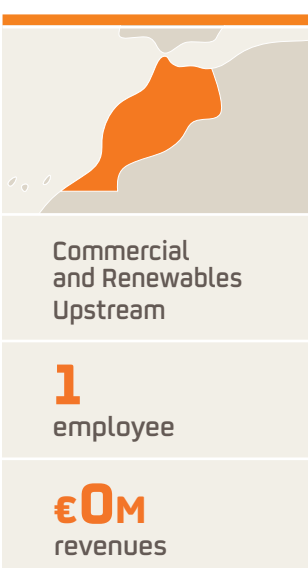 Commercial
and Renewables
Upstream
1
employee
€0M
revenues